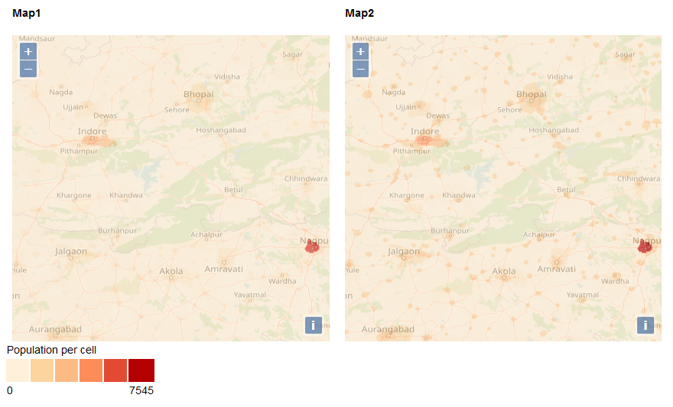 Map1
Map2
+
−
Mandsaur
Sagar
Vidisha
Nagda
Bhopal
Ujjain
Sehore
Dewas
Indore
Hoshangabad
Pithampur
Chhindwara
Khargone
Khandwa
Betul
Burhanpur
Achalpur
Nagpu
Jalgaon
Akola
Amravati
Wardha
Yavatmal
Aurangabad
ule
i
+
−
Mandsaur
Sagar
Vidisha
Nagda
Bhopal
Ujjain
Sehore
Dewas
Indore
Hoshangabad
Pithampur
Chhindwara
Khargone
Khandwa
Betul
Burhanpur
Achalpur
Nagpu
Jalgaon
Akola
Amravati
Wardha
Yavatmal
Aurangabad
ule
i
Population per cell
0 7545